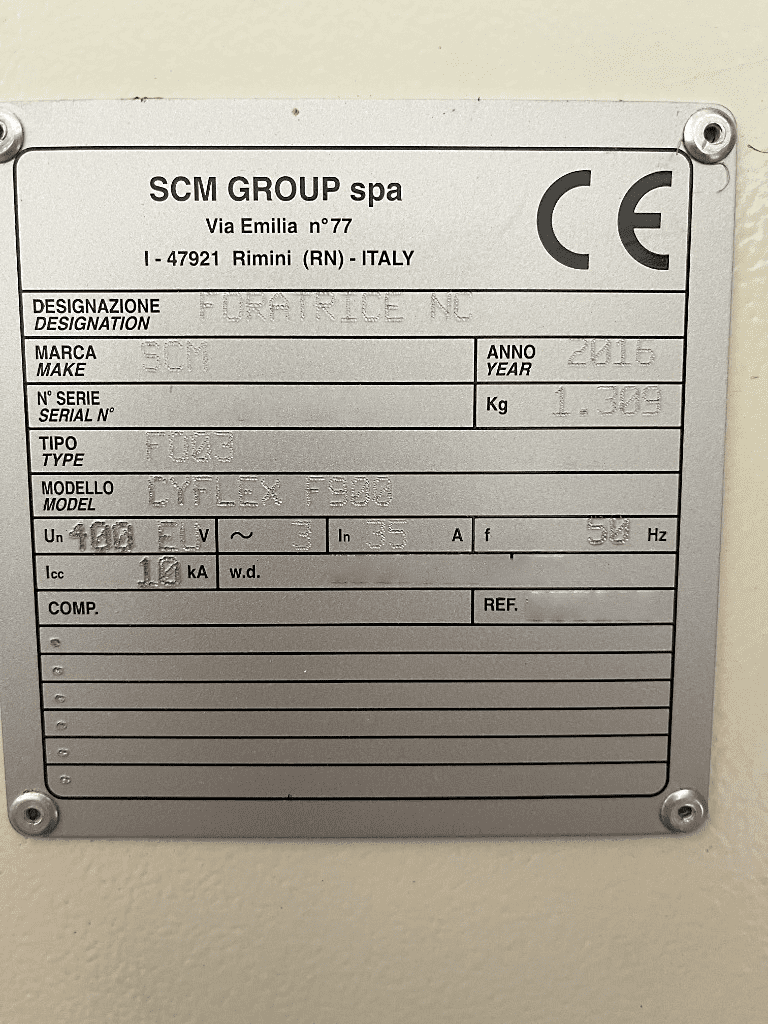 SCM GROUP spa
Via Emilia n°77
I - 47921 Rimini (RN) - ITALY
CE
DESIGNAZIONE FORATRICE NC
DESIGNATION
MARCA SCM ANNO 2016
MAKE YEAR
N° SERIE Kg 1.309
SERIAL N°
TIPO F003
TYPE
MODELLO CYFLEX F900
MODEL
Un 400 EU V ~ 3 In 35 A f 50 Hz
Icc 10 kA w.d.
COMP. REF.